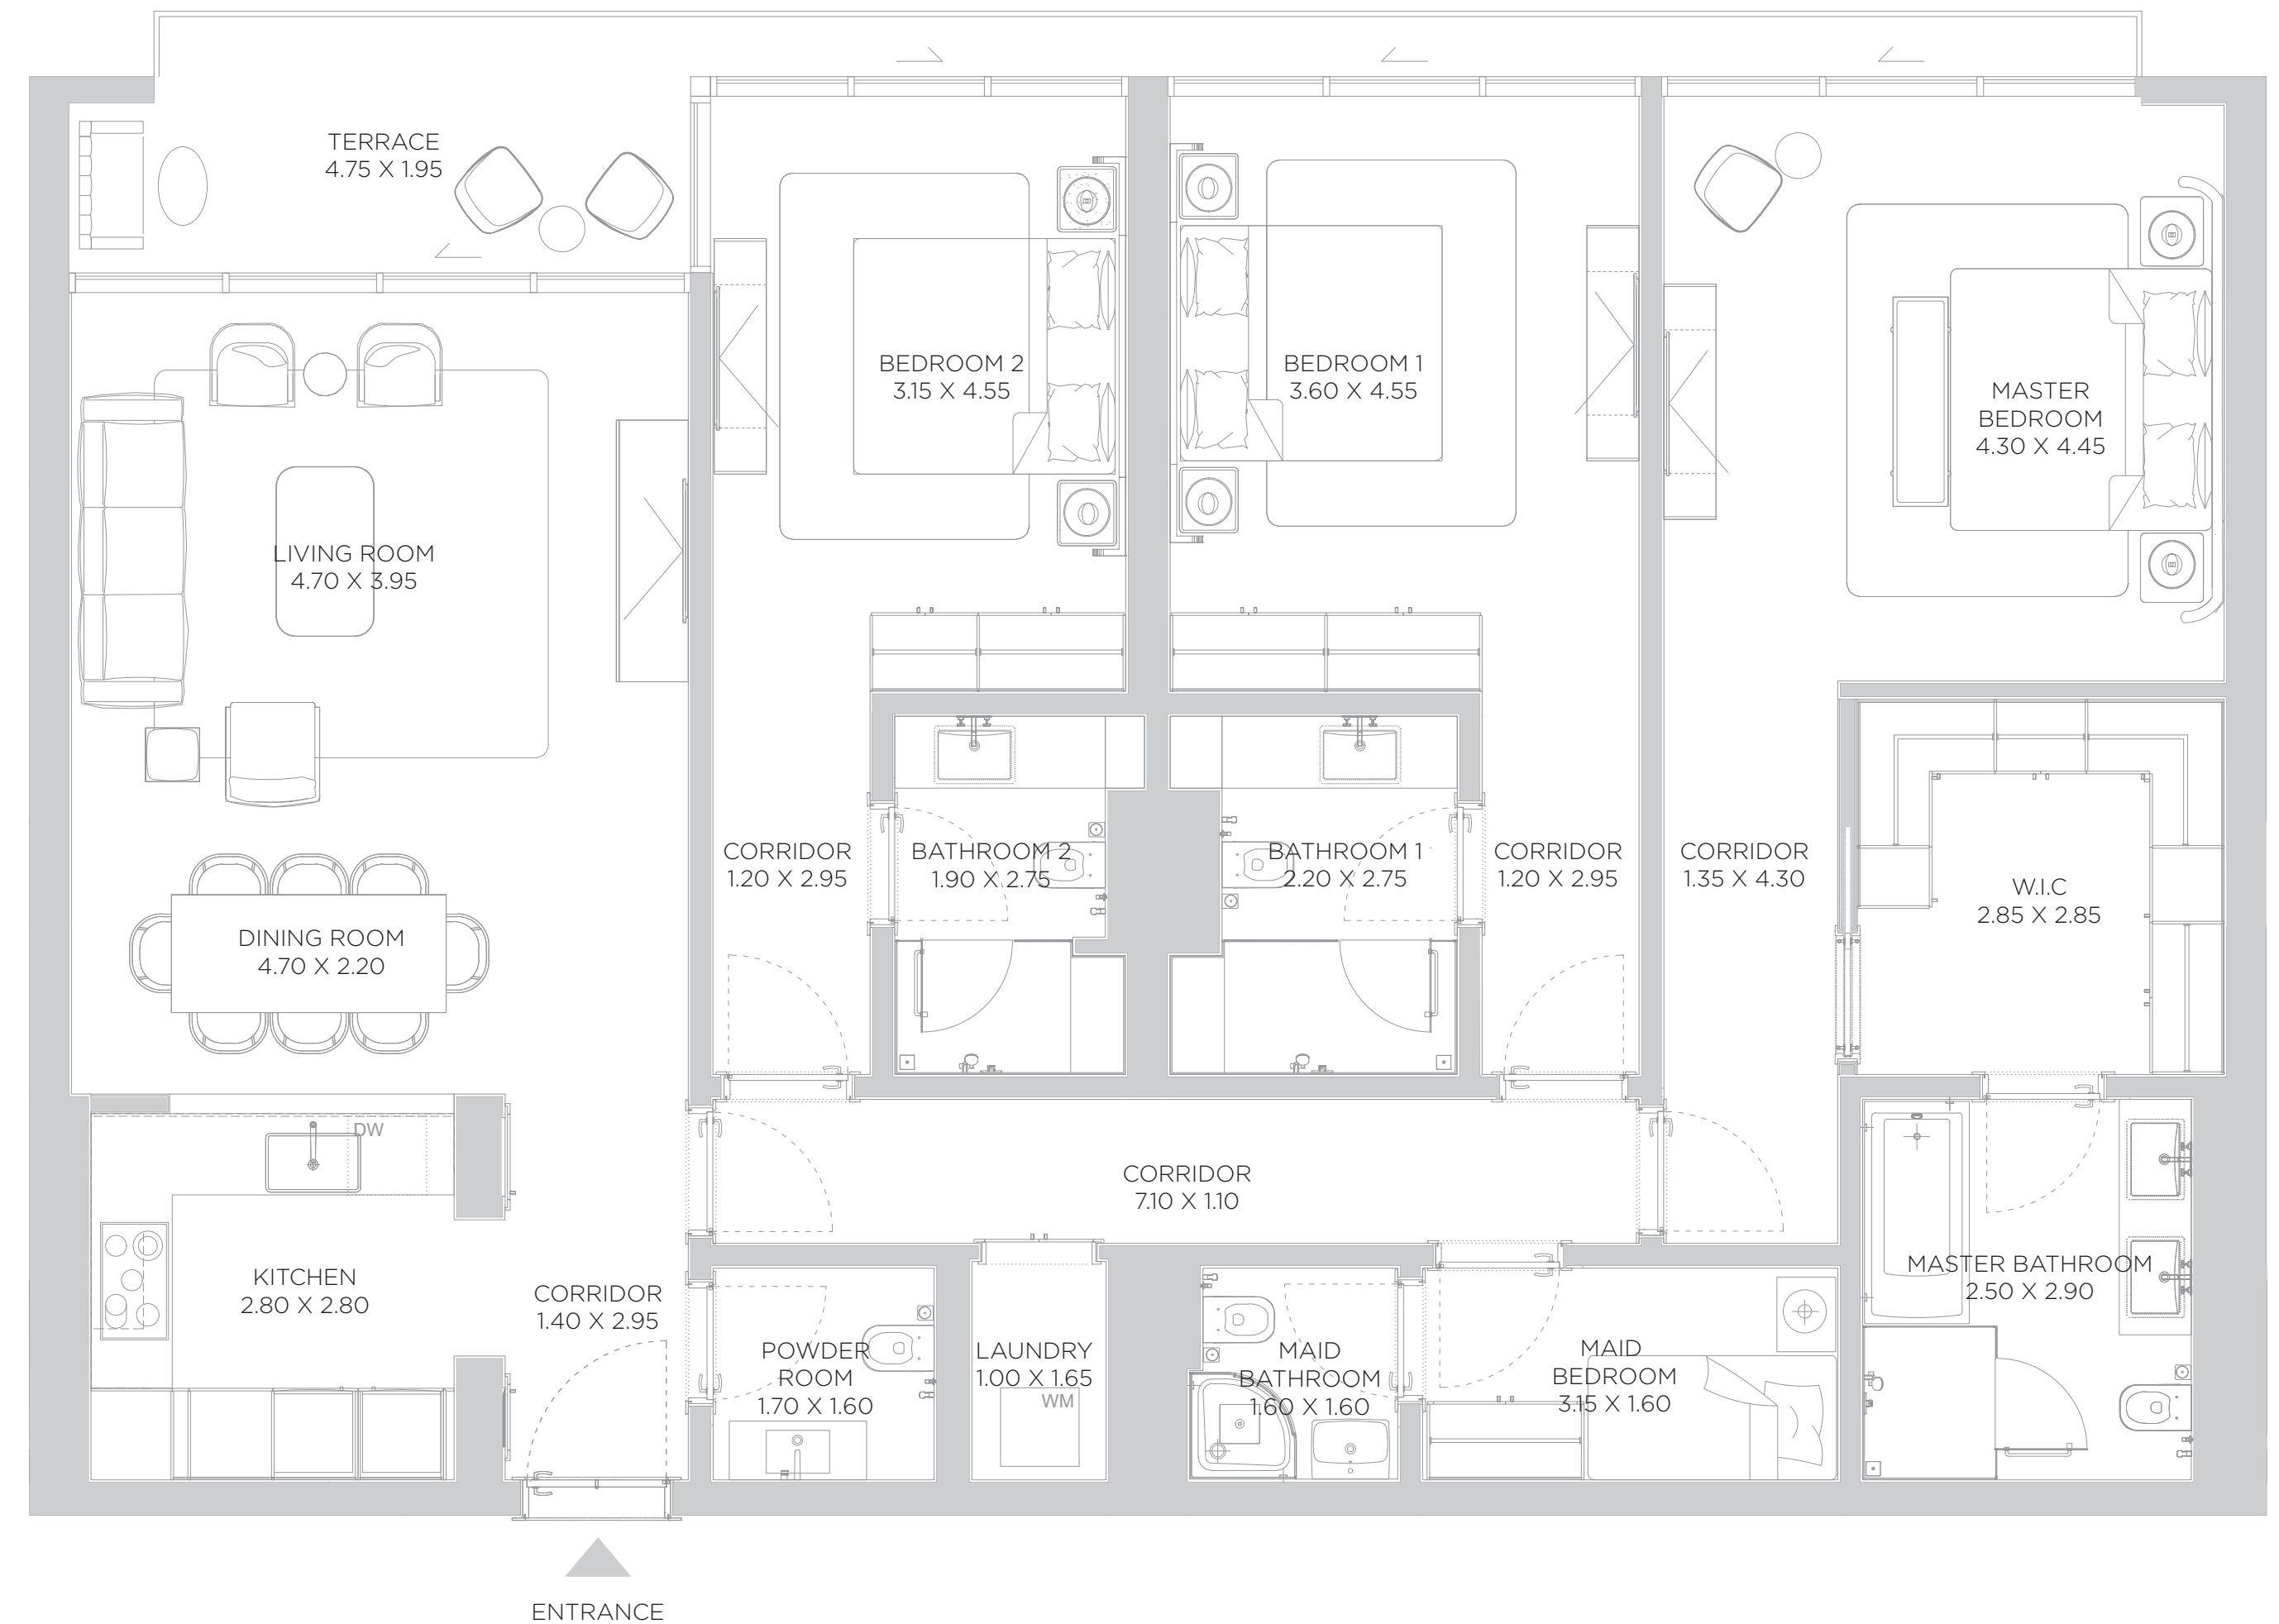 TERRACE
4.75 X 1.95
BEDROOM 2
3.15 X 4.55
BEDROOM 1
3.60 X 4.55
MASTER
BEDROOM
4.30 X 4.45
LIVING ROOM
4.70 X 3.95
DINING ROOM
4.70 X 2.20
CORRIDOR
1.20 X 2.95
BATHROOM 2
1.90 X 2.75
BATHROOM 1
2.20 X 2.75
CORRIDOR
1.20 X 2.95
CORRIDOR
1.35 X 4.30
W.I.C
2.85 X 2.85
DW
CORRIDOR
7.10 X 1.10
KITCHEN
2.80 X 2.80
CORRIDOR
1.40 X 2.95
POWDER
ROOM
1.70 X 1.60
LAUNDRY
1.00 X 1.65
WM
MAID
BATHROOM
1.60 X 1.60
MAID
BEDROOM
3.15 X 1.60
MASTER BATHROOM
2.50 X 2.90
ENTRANCE